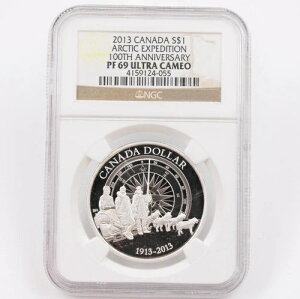 2013 CANADA S$1
ARCTIC EXPEDITION
100TH ANNIVERSARY
PF 69 ULTRA CAMEO
4159124-055
NGC
CANADA DOLLAR
1913-2013